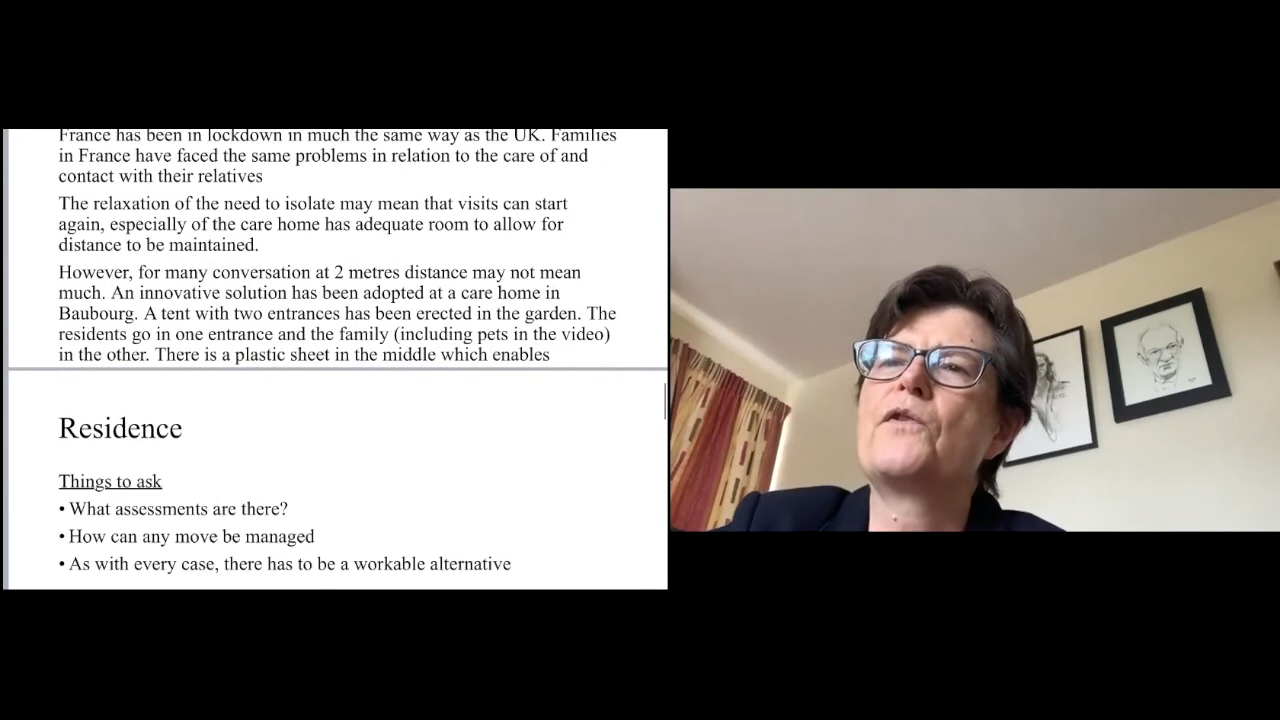 France has been in lockdown in much the same way as the UK. Families
in France have faced the same problems in relation to the care of and
contact with their relatives
The relaxation of the need to isolate may mean that visits can start
again, especially of the care home has adequate room to allow for
distance to be maintained.
However, for many conversation at 2 metres distance may not mean
much. An innovative solution has been adopted at a care home in
Baubourg. A tent with two entrances has been erected in the garden. The
residents go in one entrance and the family (including pets in the video)
in the other. There is a plastic sheet in the middle which enables
Residence
Things to ask
• What assessments are there?
• How can any move be managed
• As with every case, there has to be a workable alternative